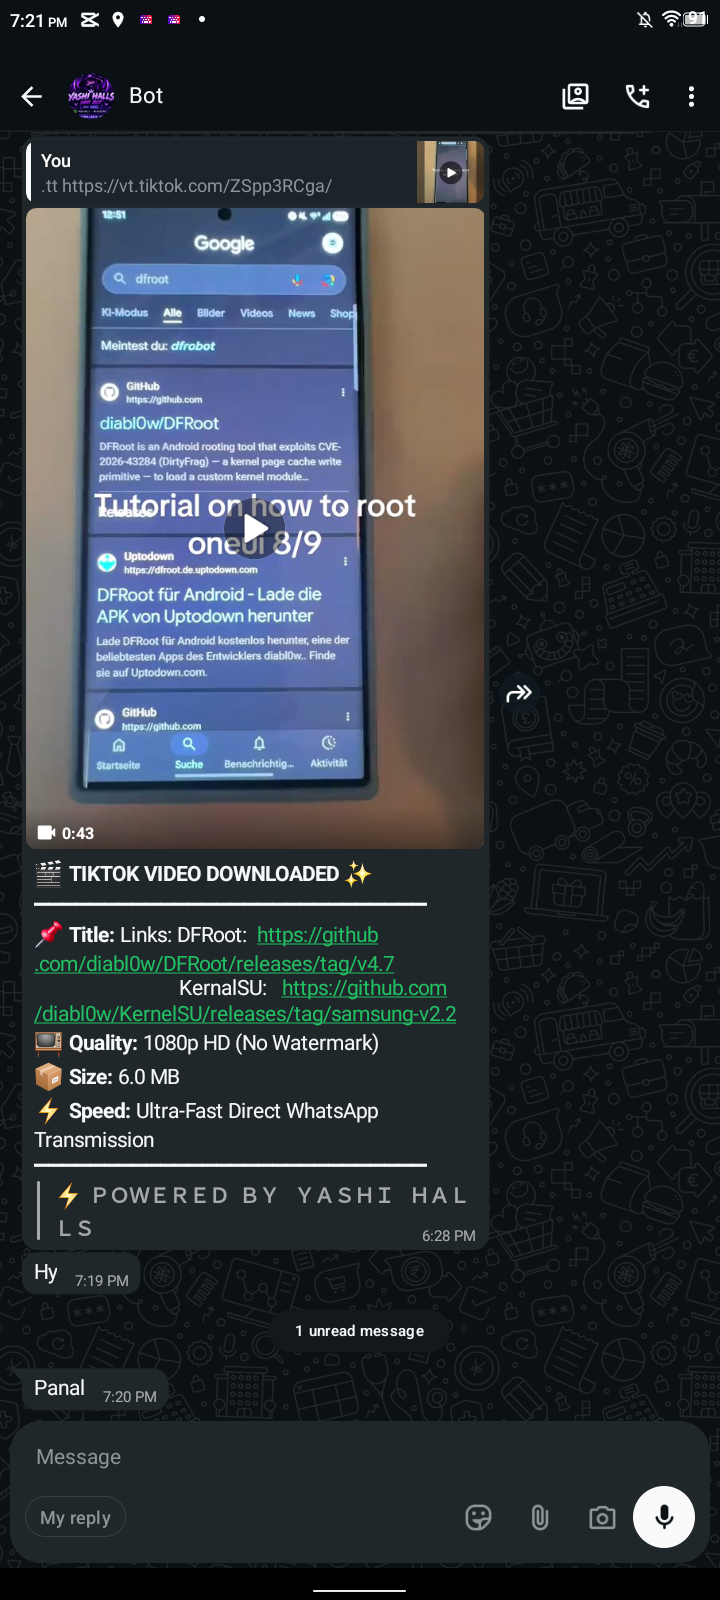 7:21 PM
91
YASHI HALLS
Bot
You
.tt https://vt.tiktok.com/ZSpp3RCga/
12:51
Google
dfroot
KI-Modus Alle Bilder Videos News Shop
Meintest du: dfrobot
GitHub
https://github.com
diabl0w/DFRoot
DFRoot is an Android rooting tool that exploits CVE-
2026-43284 (DirtyFrag) — a kernel page cache write
primitive — to load a custom kernel module...
Releases
Tutorial on how to root
oneui 8/9
Uptodown
https://dfroot.de.uptodown.com
DFRoot für Android - Lade die
APK von Uptodown herunter
Lade DFRoot für Android kostenlos herunter, eine der
beliebtesten Apps des Entwicklers diabl0w.. Finde
sie auf Uptodown.com.
GitHub
https://github.com
Startseite Suche Benachrichtig... Aktivität
0:43
🎬 TIKTOK VIDEO DOWNLOADED ✨
📌 Title: Links: DFRoot: https://github
.com/diabl0w/DFRoot/releases/tag/v4.7
KernalSU: https://github.com
/diabl0w/KernelSU/releases/tag/samsung-v2.2
📺 Quality: 1080p HD (No Watermark)
📦 Size: 6.0 MB
⚡ Speed: Ultra-Fast Direct WhatsApp
Transmission
⚡ POWERED BY YASHI HAL
LS
6:28 PM
Hy 7:19 PM
1 unread message
Panal 7:20 PM
Message
My reply